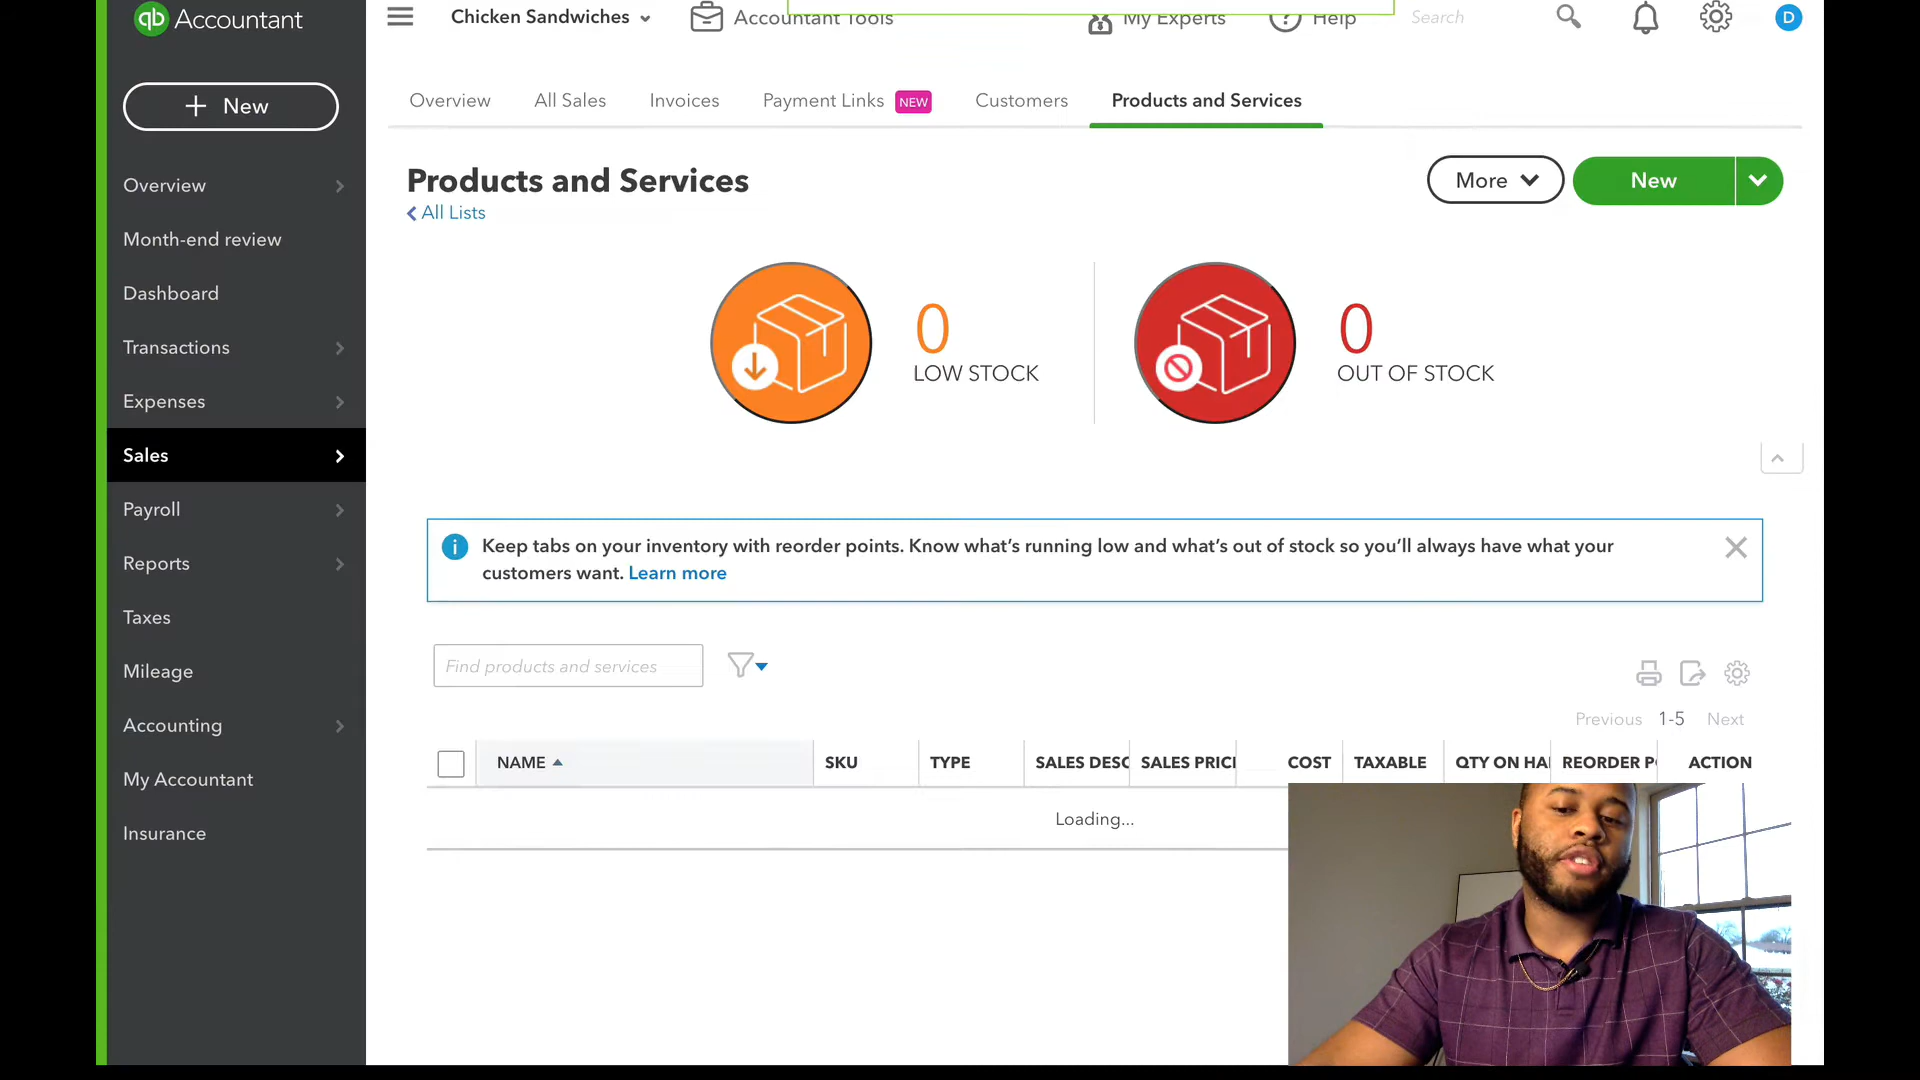 qb Accountant
Chicken Sandwiches
Accountant Tools
My Experts
? Help
Search
D
+ New
Overview
Month-end review
Dashboard
Transactions
Expenses
Sales
Payroll
Reports
Taxes
Mileage
Accounting
My Accountant
Insurance
Overview
All Sales
Invoices
Payment Links NEW
Customers
Products and Services
Products and Services
All Lists
More
New
0
LOW STOCK
0
OUT OF STOCK
i
Keep tabs on your inventory with reorder points. Know what’s running low and what’s out of stock so you’ll always have what your
customers want. Learn more
Find products and services
Previous 1-5 Next
NAME SKU TYPE SALES DESC SALES PRICI COST TAXABLE QTY ON HA REORDER P ACTION
Loading...